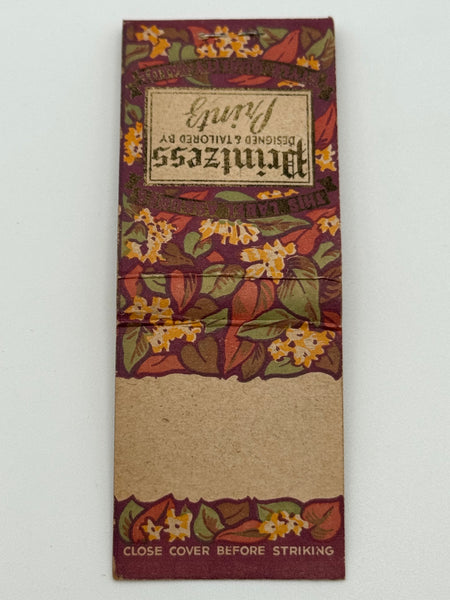 Printzess
DESIGNED & TAILORED BY
Printz
CLOSE COVER BEFORE STRIKING